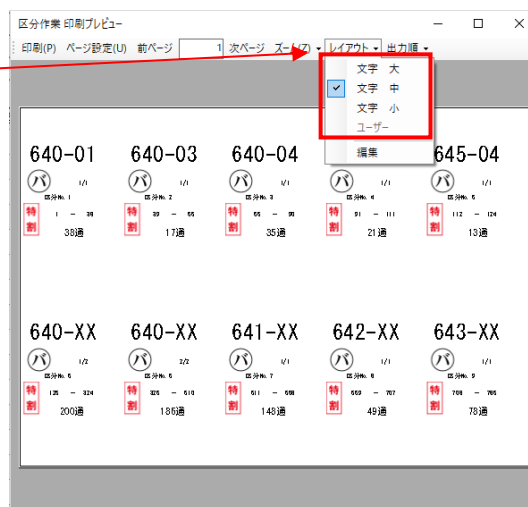 区分作業 印刷プレビュー
印刷(P) ページ設定(U) 前ページ 1 次ページ ズーム(Z) レイアウト 出力順
文字 大
文字 中
文字 小
ユーザー
編集
640-01 640-03 640-04 645-04
パ 1/1 パ 1/1 パ 1/1 パ 1/1 パ 1/1
区分No. 1 区分No. 2 区分No. 3 区分No. 4 区分No. 5
特割 1 - 38 特割 39 - 55 特割 56 - 90 特割 91 - 111 特割 112 - 124
38通 17通 35通 21通 13通
640-XX 640-XX 641-XX 642-XX 643-XX
パ 1/2 パ 2/2 パ 1/1 パ 1/1 パ 1/1
区分No. 6 区分No. 6 区分No. 7 区分No. 8 区分No. 9
特割 125 - 324 特割 325 - 510 特割 511 - 658 特割 659 - 707 特割 708 - 785
200通 186通 148通 49通 78通